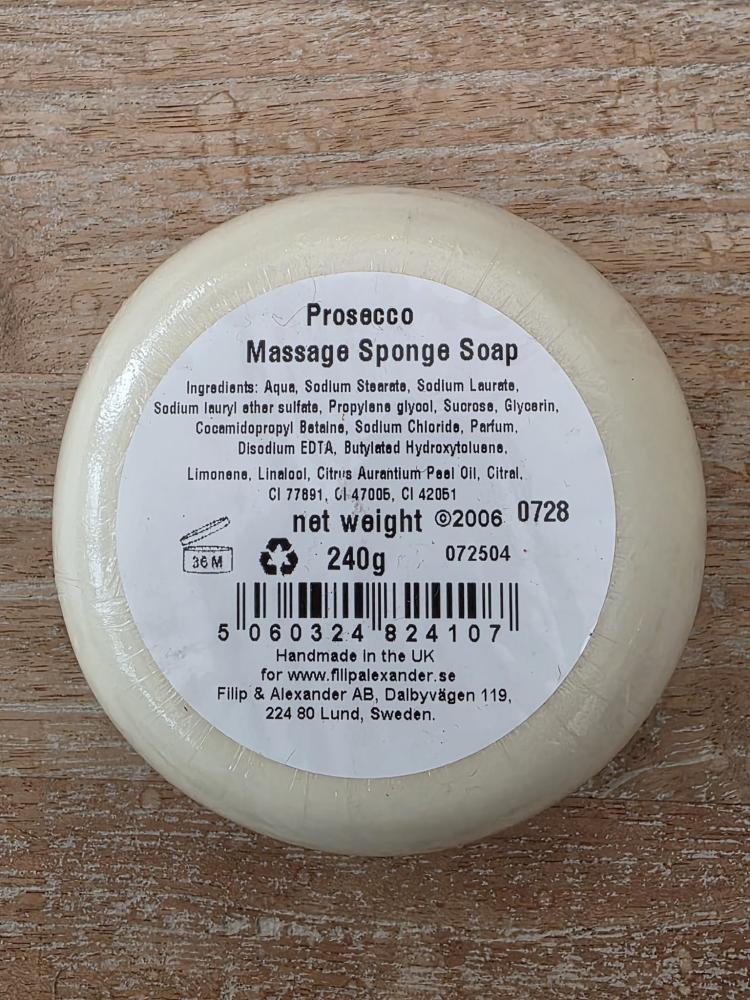 Prosecco
Massage Sponge Soap
Ingredients: Aqua, Sodium Stearate, Sodium Laurate,
Sodium lauryl ether sulfate, Propylene glycol, Sucrose, Glycerin,
Cocamidopropyl Betaine, Sodium Chloride, Parfum,
Disodium EDTA, Butylated Hydroxytoluene,
Limonene, Linalool, Citrus Aurantium Peel Oil, Citral,
CI 77891, CI 47005, CI 42051
net weight ©2006 0728
36 M 240g 072504
5 060324 824107
Handmade in the UK
for www.filipalexander.se
Filip & Alexander AB, Dalbyvägen 119,
224 80 Lund, Sweden.